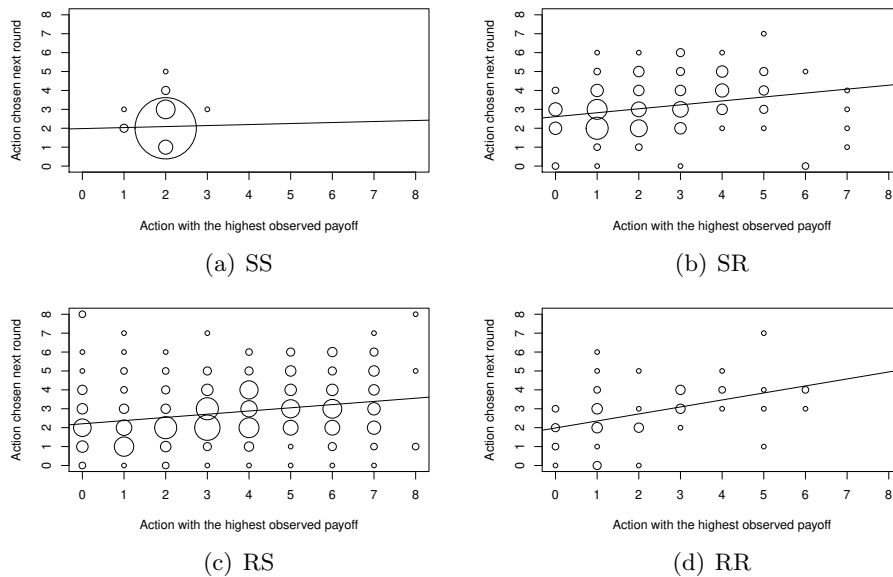 Action chosen next round
0 1 2 3 4 5 6 7 8
0 1 2 3 4 5 6 7 8
Action with the highest observed payoff
(a) SS
Action chosen next round
0 1 2 3 4 5 6 7 8
0 1 2 3 4 5 6 7 8
Action with the highest observed payoff
(b) SR
Action chosen next round
0 1 2 3 4 5 6 7 8
0 1 2 3 4 5 6 7 8
Action with the highest observed payoff
(c) RS
Action chosen next round
0 1 2 3 4 5 6 7 8
0 1 2 3 4 5 6 7 8
Action with the highest observed payoff
(d) RR